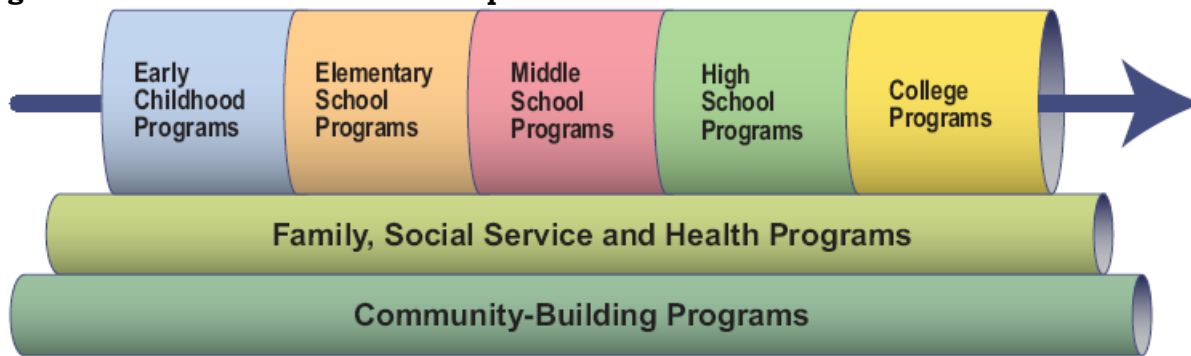 Early
Childhood
Programs
Elementary
School
Programs
Middle
School
Programs
High
School
Programs
College
Programs
Family, Social Service and Health Programs
Community-Building Programs